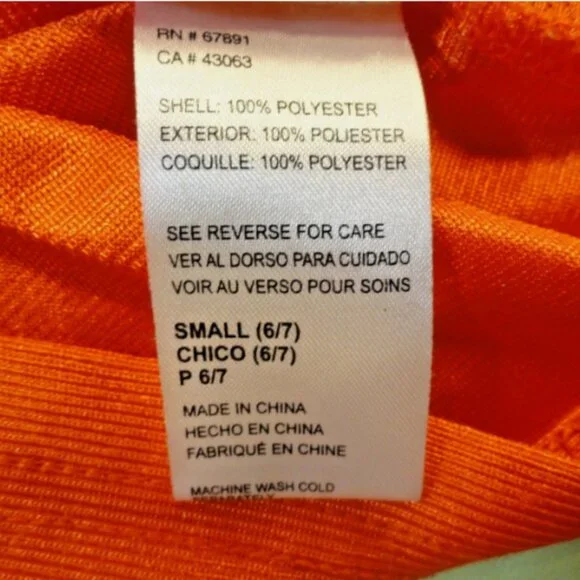 RN # 67891
CA # 43063
SHELL: 100% POLYESTER
EXTERIOR: 100% POLIESTER
COQUILLE: 100% POLYESTER
SEE REVERSE FOR CARE
VER AL DORSO PARA CUIDADO
VOIR AU VERSO POUR SOINS
SMALL (6/7)
CHICO (6/7)
P 6/7
MADE IN CHINA
HECHO EN CHINA
FABRIQUÉ EN CHINE
MACHINE WASH COLD